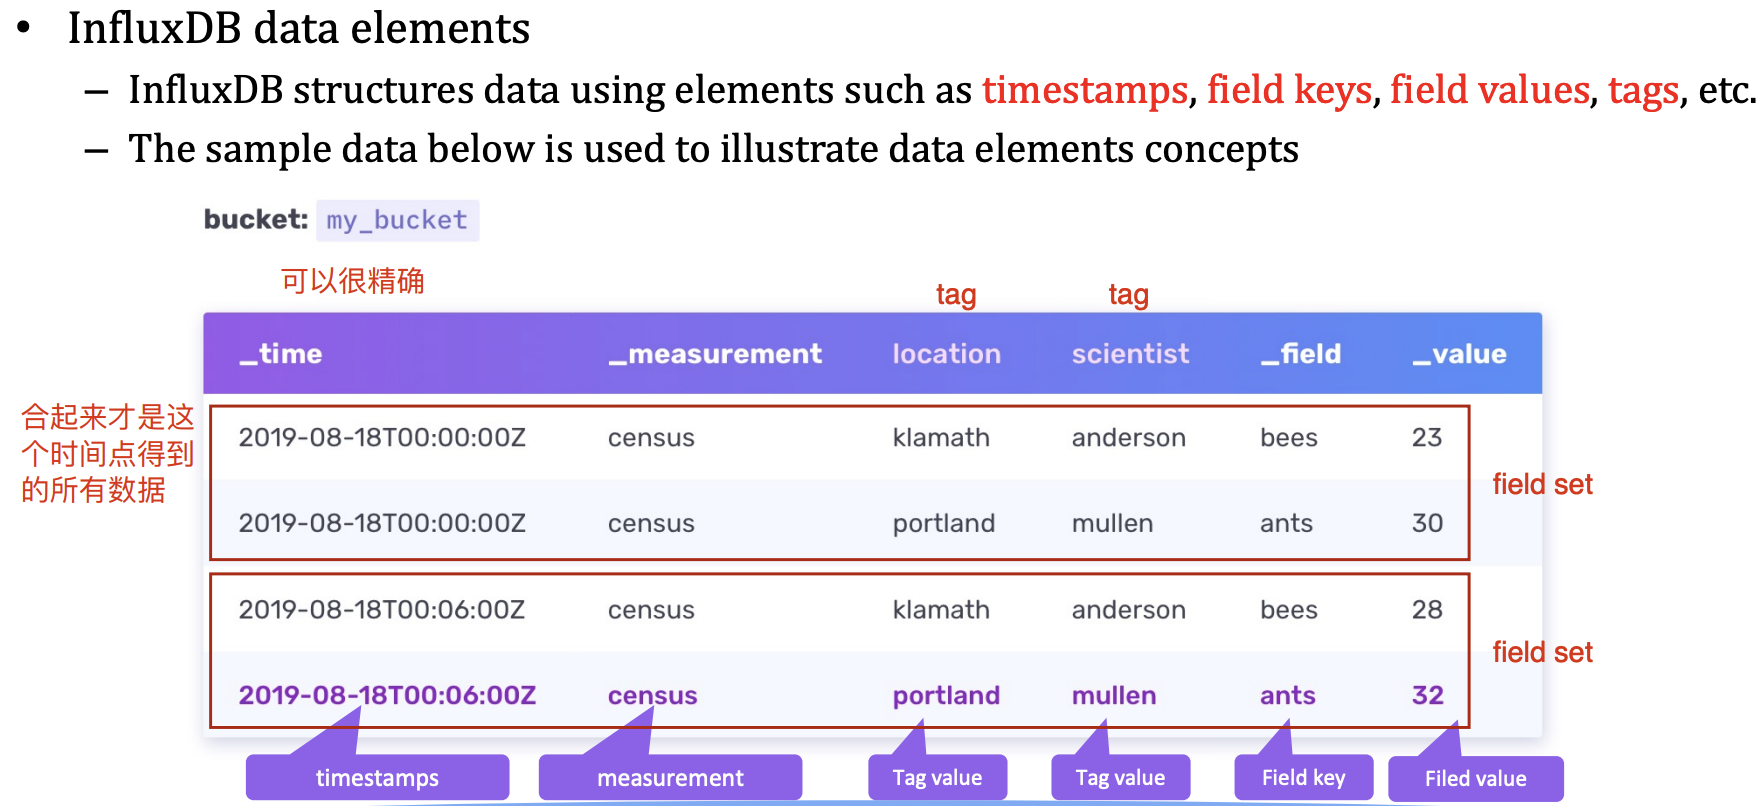 • InfluxDB data elements
– InfluxDB structures data using elements such as timestamps, field keys, field values, tags, etc.
– The sample data below is used to illustrate data elements concepts
bucket: my_bucket
可以很精确
tag tag
_time _measurement location scientist _field _value
合起来才是这
个时间点得到
的所有数据
2019-08-18T00:00:00Z census klamath anderson bees 23
field set
2019-08-18T00:00:00Z census portland mullen ants 30
2019-08-18T00:06:00Z census klamath anderson bees 28
field set
2019-08-18T00:06:00Z census portland mullen ants 32
timestamps measurement Tag value Tag value Field key Filed value